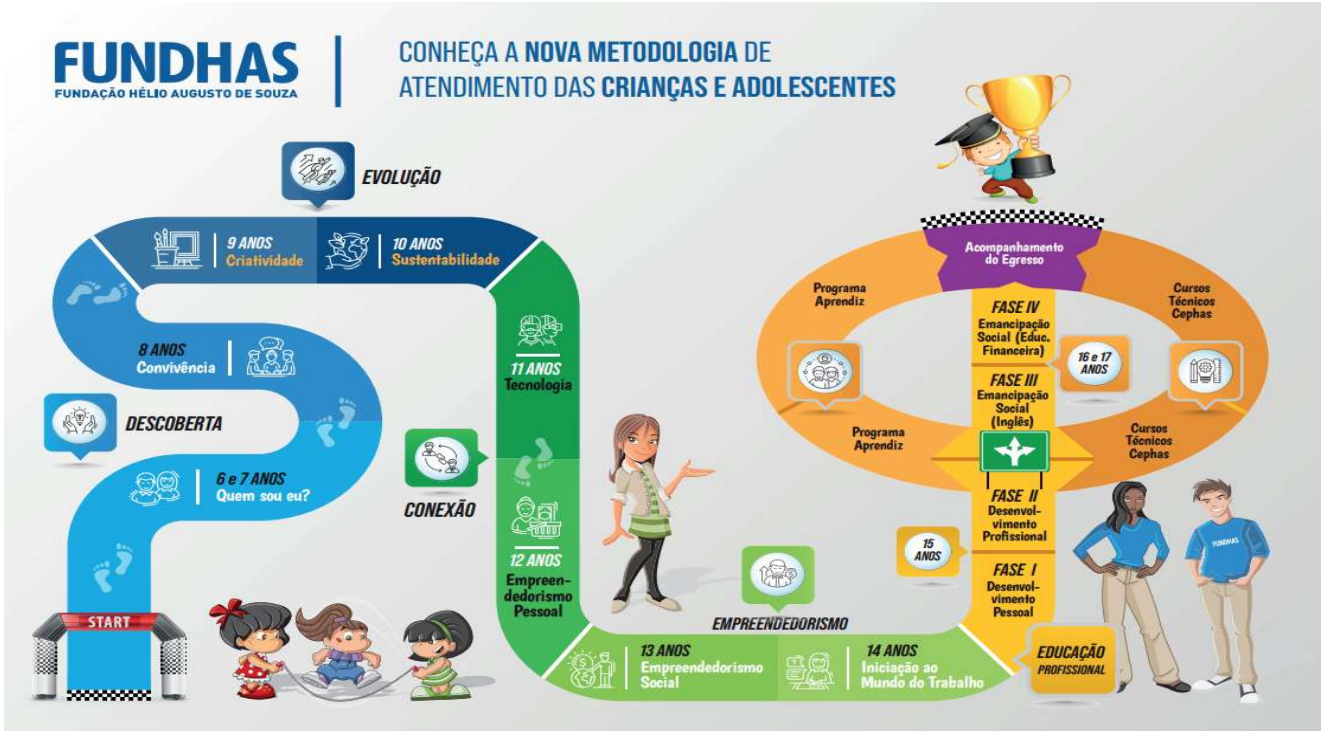 FUNDHAS
FUNDAÇÃO HÉLIO AUGUSTO DE SOUZA
CONHEÇA A NOVA METODOLOGIA DE
ATENDIMENTO DAS CRIANÇAS E ADOLESCENTES
START
6 e 7 ANOS
Quem sou eu?
DESCOBERTA
8 ANOS
Convivência
EVOLUÇÃO
9 ANOS
Criatividade
10 ANOS
Sustentabilidade
11 ANOS
Tecnologia
CONEXÃO
12 ANOS
Empreen-
dedorismo
Pessoal
EMPREENDEDORISMO
13 ANOS
Empreendedorismo
Social
14 ANOS
Iniciação ao
Mundo do Trabalho
EDUCAÇÃO
PROFISSIONAL
FASE I
Desenvol-
vimento
Pessoal
15
ANOS
FASE II
Desenvol-
vimento
Profissional
FASE III
Emancipação
Social
(Inglês)
16 e 17
ANOS
FASE IV
Emancipação
Social (Educ.
Financeira)
Programa
Aprendiz
Cursos
Técnicos
Cephas
Programa
Aprendiz
Cursos
Técnicos
Cephas
Acompanhamento
do Egresso
FUNDHAS